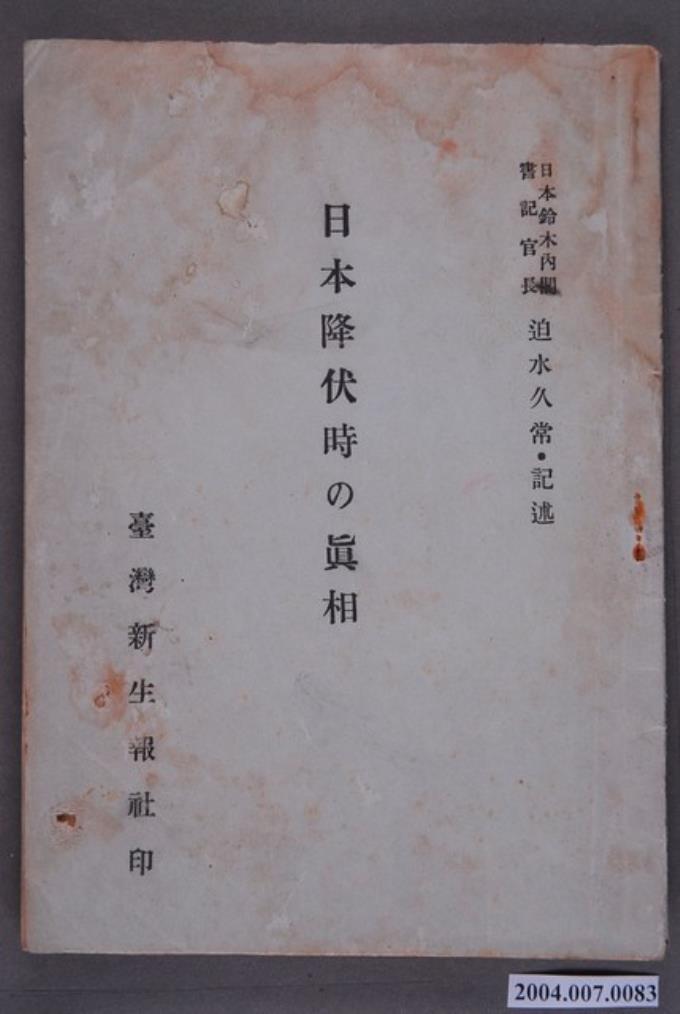 日本鈴木內閣
書記官長
迫水久常・記述
日本降伏時の眞相
臺灣新生報社印
2004.007.0083